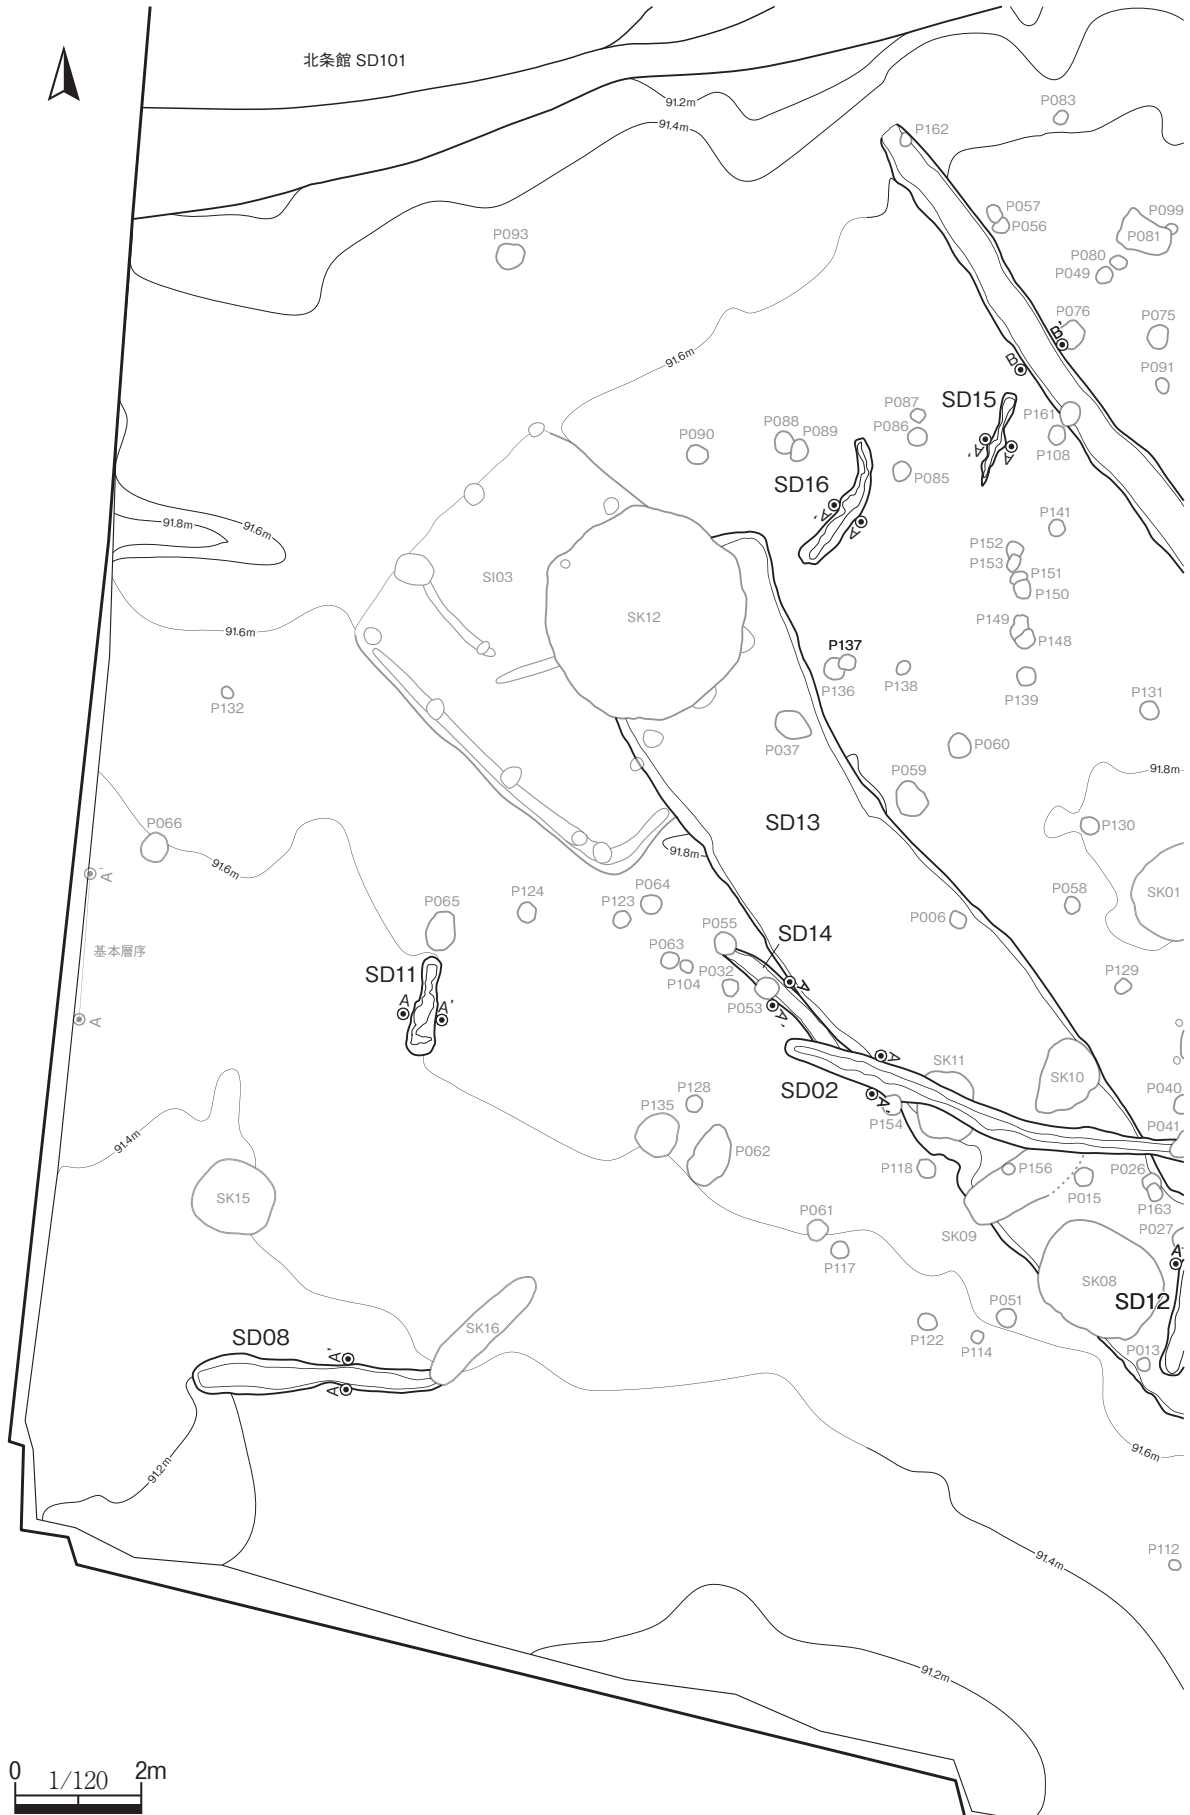 北条館 SD101
91.2m
91.4m
P083
P162
P057
P056
P099
P081
P093
P080
P049
P076
P075
B'
B
91.6m
P091
SD15
P087
P086
P161
P108
P088
P089
P090
A'
A
P085
SD16
A'
A
91.8m
91.6m
P141
P152
P153
P151
P150
SI03
SK12
P149
P148
91.6m
P137
P136
P138
P139
P132
P131
P037
P060
91.8m
P059
SD13
P066
P130
91.8m
91.6m
A'
P065
P124
P123
P064
P058
SK01
P055
P006
SD14
基本層序
SD11
P063
P104
P032
P053
P129
A
A'
A
A'
A
SD02
A
A'
SK11
SK10
P040
P154
P041
P128
P135
91.4m
P062
P118
P156
P015
P026
P163
SK15
P061
SK09
P027
P117
A
SK08
SD12
SK16
P051
SD08
P122
P114
A'
A
P013
91.6m
91.2m
91.4m
P112
91.2m
0 1/120 2m